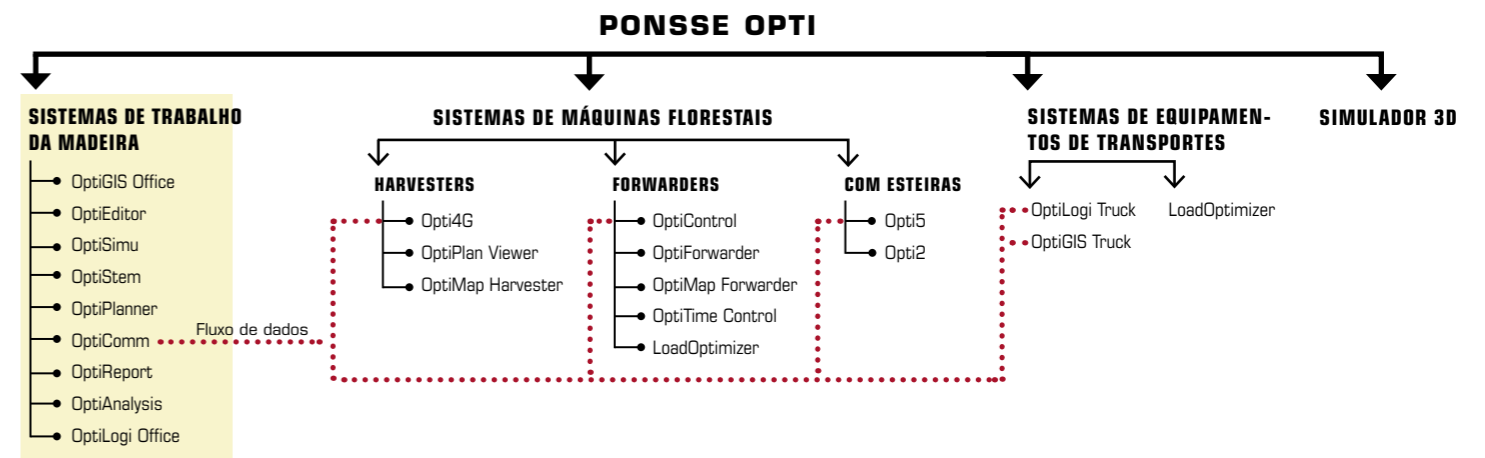 PONSSE OPTI
SISTEMAS DE TRABALHO
DA MADEIRA
OptiGIS Office
OptiEditor
OptiSimu
OptiStem
OptiPlanner
OptiComm
OptiReport
OptiAnalysis
OptiLogi Office
Fluxo de dados
SISTEMAS DE MÁQUINAS FLORESTAIS
HARVESTERS
Opti4G
OptiPlan Viewer
OptiMap Harvester
FORWARDERS
OptiControl
OptiForwarder
OptiMap Forwarder
OptiTime Control
LoadOptimizer
COM ESTEIRAS
Opti5
Opti2
SISTEMAS DE EQUIPAMEN-
TOS DE TRANSPORTES
OptiLogi Truck
OptiGIS Truck
LoadOptimizer
SIMULADOR 3D